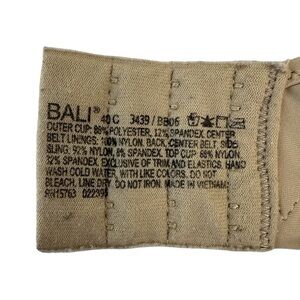 BALI® 40 C 3439 / BB06
OUTER CUP: 88% POLYESTER, 12% SPANDEX. CENTER
BELT LININGS: 100% NYLON. BACK, CENTER BELT, SIDE
SLING: 92% NYLON, 8% SPANDEX. TOP CUP: 68% NYLON,
32% SPANDEX. EXCLUSIVE OF TRIM AND ELASTICS. HAND
WASH COLD WATER, WITH LIKE COLORS. DO NOT
BLEACH. LINE DRY. DO NOT IRON. MADE IN VIETNAM
RN15763